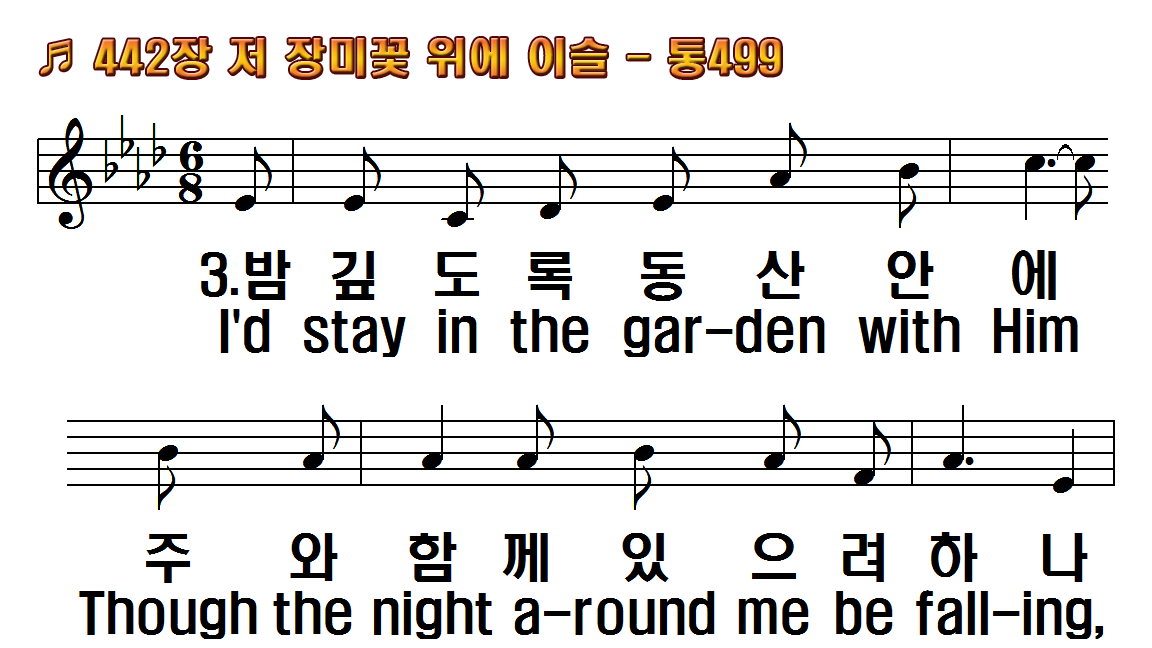 ♬ 442장 저 장미꽃 위에 이슬 - 통499
6
8
3.밤 깊 도 록 동 산 안 에
I'd stay in the gar-den with Him
주 와 함 께 있 으 려 하 나
Though the night a-round me be fall-ing,